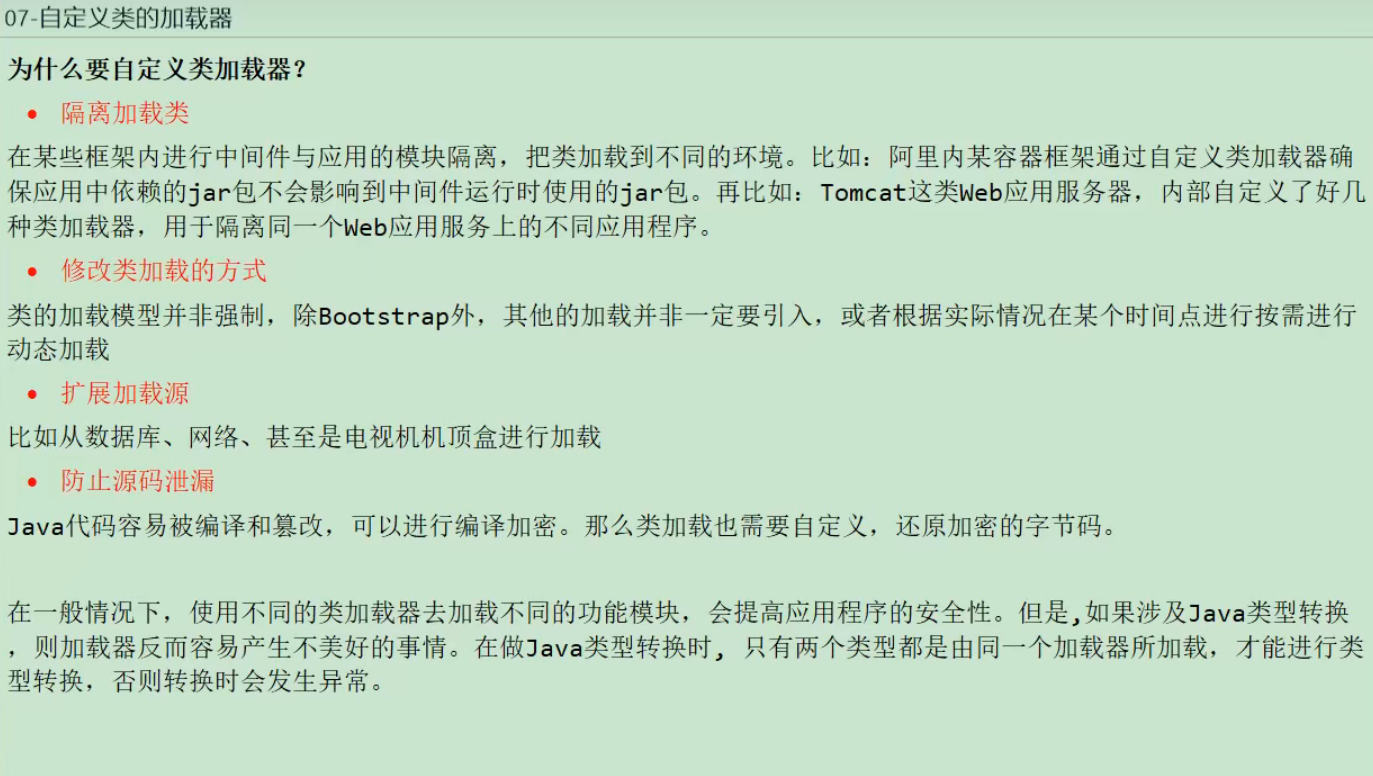 07-自定义类的加载器
为什么要自定义类加载器？
• 隔离加载类
在某些框架内进行中间件与应用的模块隔离，把类加载到不同的环境。比如：阿里内某容器框架通过自定义类加载器确
保应用中依赖的jar包不会影响到中间件运行时使用的jar包。再比如：Tomcat这类Web应用服务器，内部自定义了好几
种类加载器，用于隔离同一个Web应用服务上的不同应用程序。
• 修改类加载的方式
类的加载模型并非强制，除Bootstrap外，其他的加载并非一定要引入，或者根据实际情况在某个时间点进行按需进行
动态加载
• 扩展加载源
比如从数据库、网络、甚至是电视机机顶盒进行加载
• 防止源码泄漏
Java代码容易被编译和篡改，可以进行编译加密。那么类加载也需要自定义，还原加密的字节码。
在一般情况下，使用不同的类加载器去加载不同的功能模块，会提高应用程序的安全性。但是,如果涉及Java类型转换
，则加载器反而容易产生不美好的事情。在做Java类型转换时, 只有两个类型都是由同一个加载器所加载，才能进行类
型转换，否则转换时会发生异常。